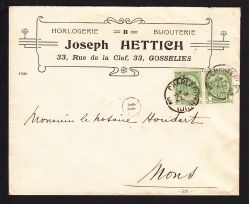 HORLOGERIE BIJOUTERIE
Joseph HETTICH
33, Rue de la Clef, 33, GOSSELIES
Monsieur le Notaire Houdart
Mons